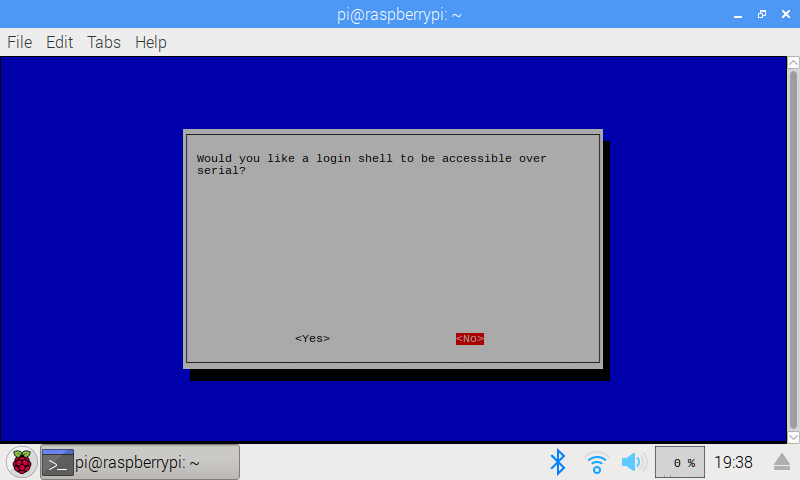 pi@raspberrypi: ~
File Edit Tabs Help
Would you like a login shell to be accessible over
serial?
<Yes> <No>
>_ pi@raspberrypi: ~ 0 % 19:38